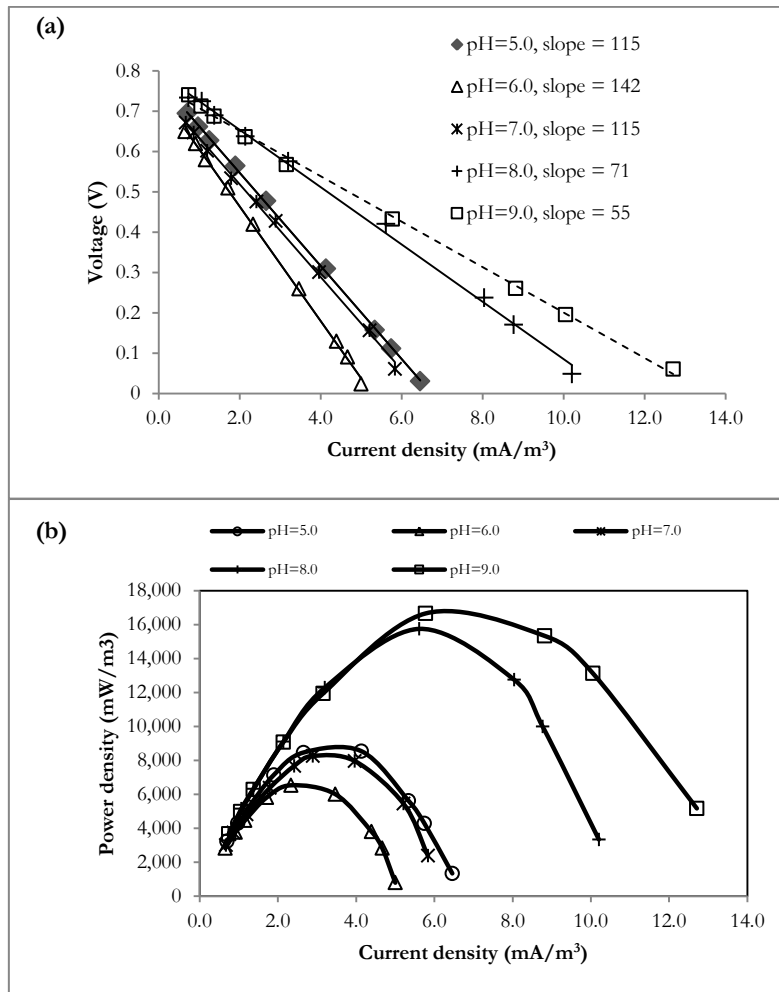 (a)
pH=5.0, slope = 115
pH=6.0, slope = 142
pH=7.0, slope = 115
pH=8.0, slope = 71
pH=9.0, slope = 55
0.8
0.7
0.6
0.5
0.4
0.3
0.2
0.1
0
Voltage (V)
0.0 2.0 4.0 6.0 8.0 10.0 12.0 14.0
Current density (mA/m³)
(b)
pH=5.0 pH=6.0 pH=7.0
pH=8.0 pH=9.0
18,000
16,000
14,000
12,000
10,000
8,000
6,000
4,000
2,000
0
Power density (mW/m3)
0.0 2.0 4.0 6.0 8.0 10.0 12.0 14.0
Current density (mA/m³)